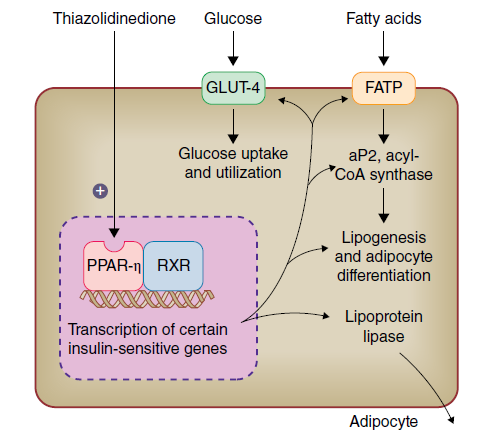 Thiazolidinedione
Glucose
Fatty acids
GLUT-4
FATP
Glucose uptake
and utilization
aP2, acyl-
CoA synthase
+
PPAR-η
RXR
Lipogenesis
and adipocyte
differentiation
Transcription of certain
insulin-sensitive genes
Lipoprotein
lipase
Adipocyte